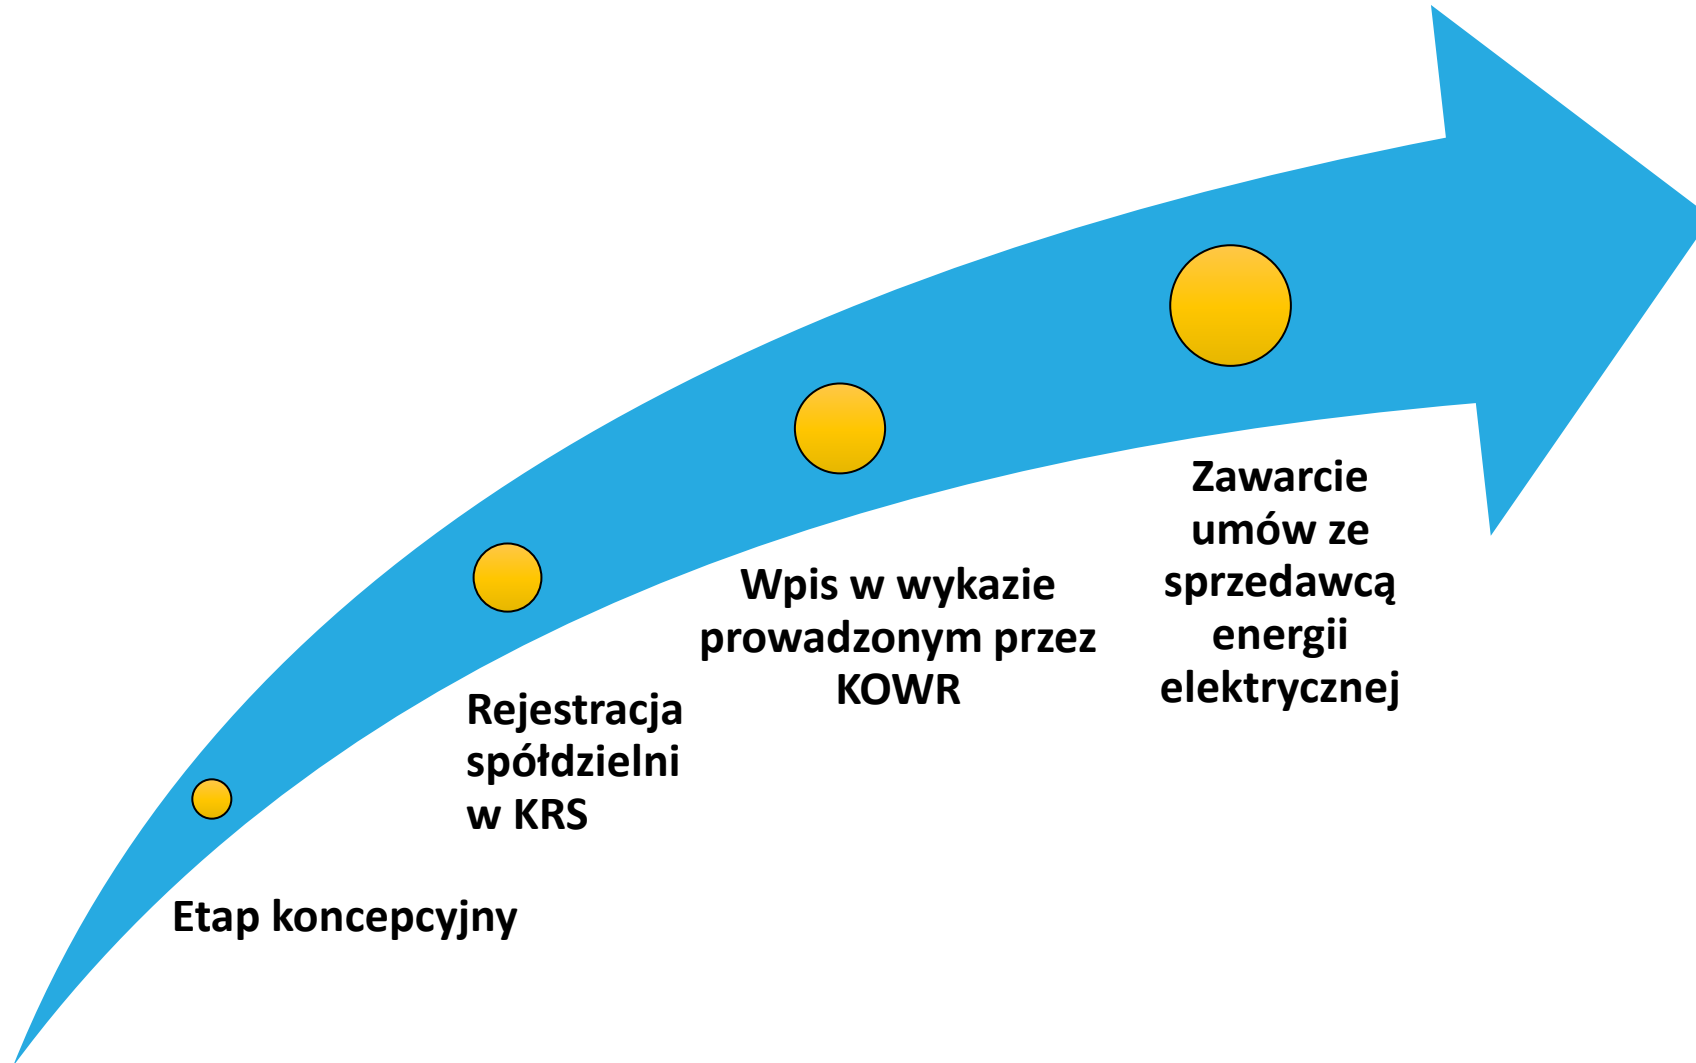 Etap koncepcyjny
Rejestracja
spółdzielni
w KRS
Wpis w wykazie
prowadzonym przez
KOWR
Zawarcie
umów ze
sprzedawcą
energii
elektrycznej